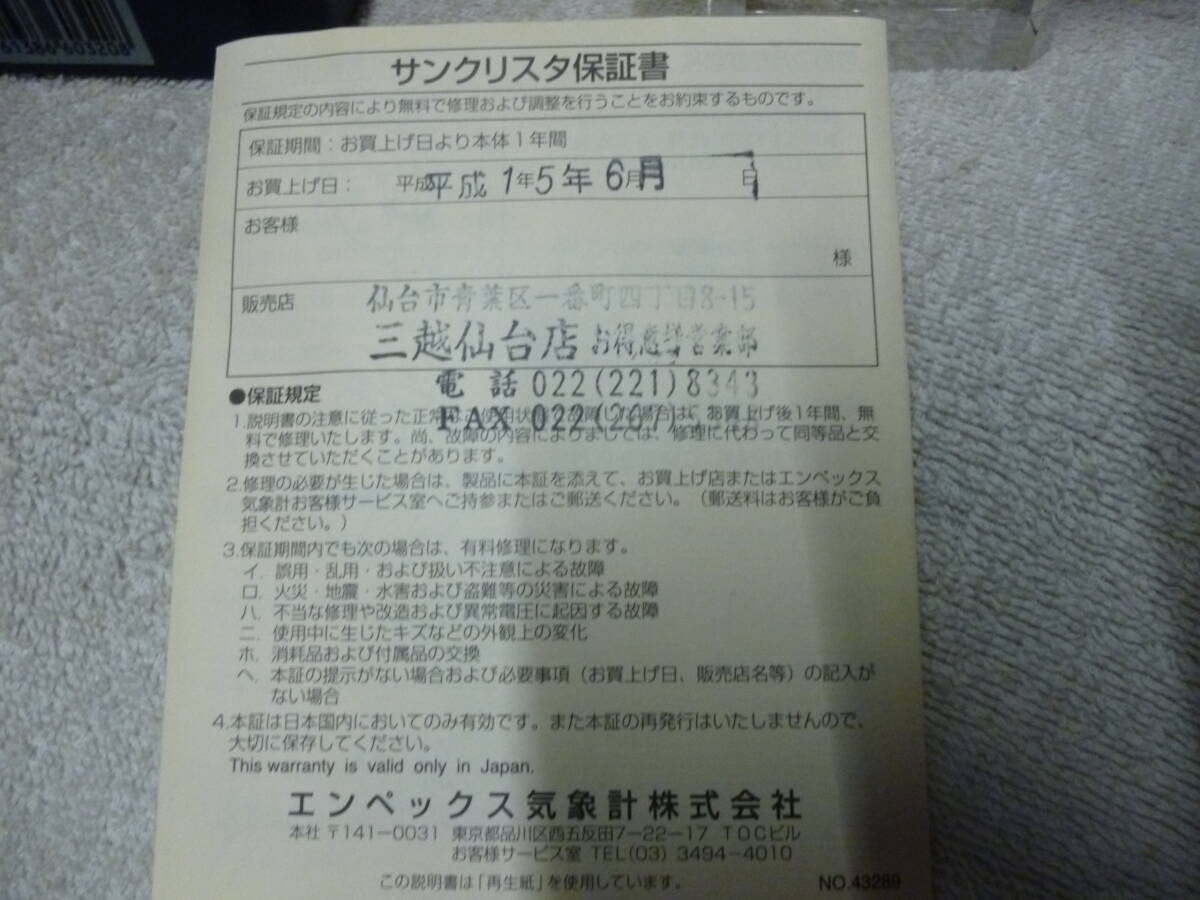 61386 603208
サンクリスタ保証書
保証規定の内容により無料で修理および調整を行うことをお約束するものです。
保証期間：お買上げ日より本体1年間
お買上げ日： 平成 平成 1年5年 6月月 日
お客様
様
販売店
仙台市青葉区一番町四丁目8-15
三越仙台店 お得意様営業部
電話 022(221)8343
FAX 022(267)
●保証規定
1.説明書の注意に従った正常なご使用状態で故障した場合は、お買上げ後1年間、無
料で修理いたします。尚、故障の内容によりましては、修理に代わって同等品と交
換させていただくことがあります。
2.修理の必要が生じた場合は、製品に本証を添えて、お買上げ店またはエンペックス
気象計お客様サービス室へご持参またはご郵送ください。（郵送料はお客様がご負
担ください。）
3.保証期間内でも次の場合は、有料修理になります。
イ. 誤用・乱用・および扱い不注意による故障
ロ. 火災・地震・水害および盗難等の災害による故障
ハ. 不当な修理や改造および異常電圧に起因する故障
ニ. 使用中に生じたキズなどの外観上の変化
ホ. 消耗品および付属品の交換
ヘ. 本証の提示がない場合および必要事項（お買上げ日、販売店名等）の記入が
ない場合
4.本証は日本国内においてのみ有効です。また本証の再発行はいたしませんので、
大切に保存してください。
This warranty is valid only in Japan.
エンペックス気象計株式会社
本社 〒141-0031 東京都品川区西五反田7-22-17 TOCビル
お客様サービス室 TEL(03) 3494-4010
この説明書は「再生紙」を使用しています。
NO.43289